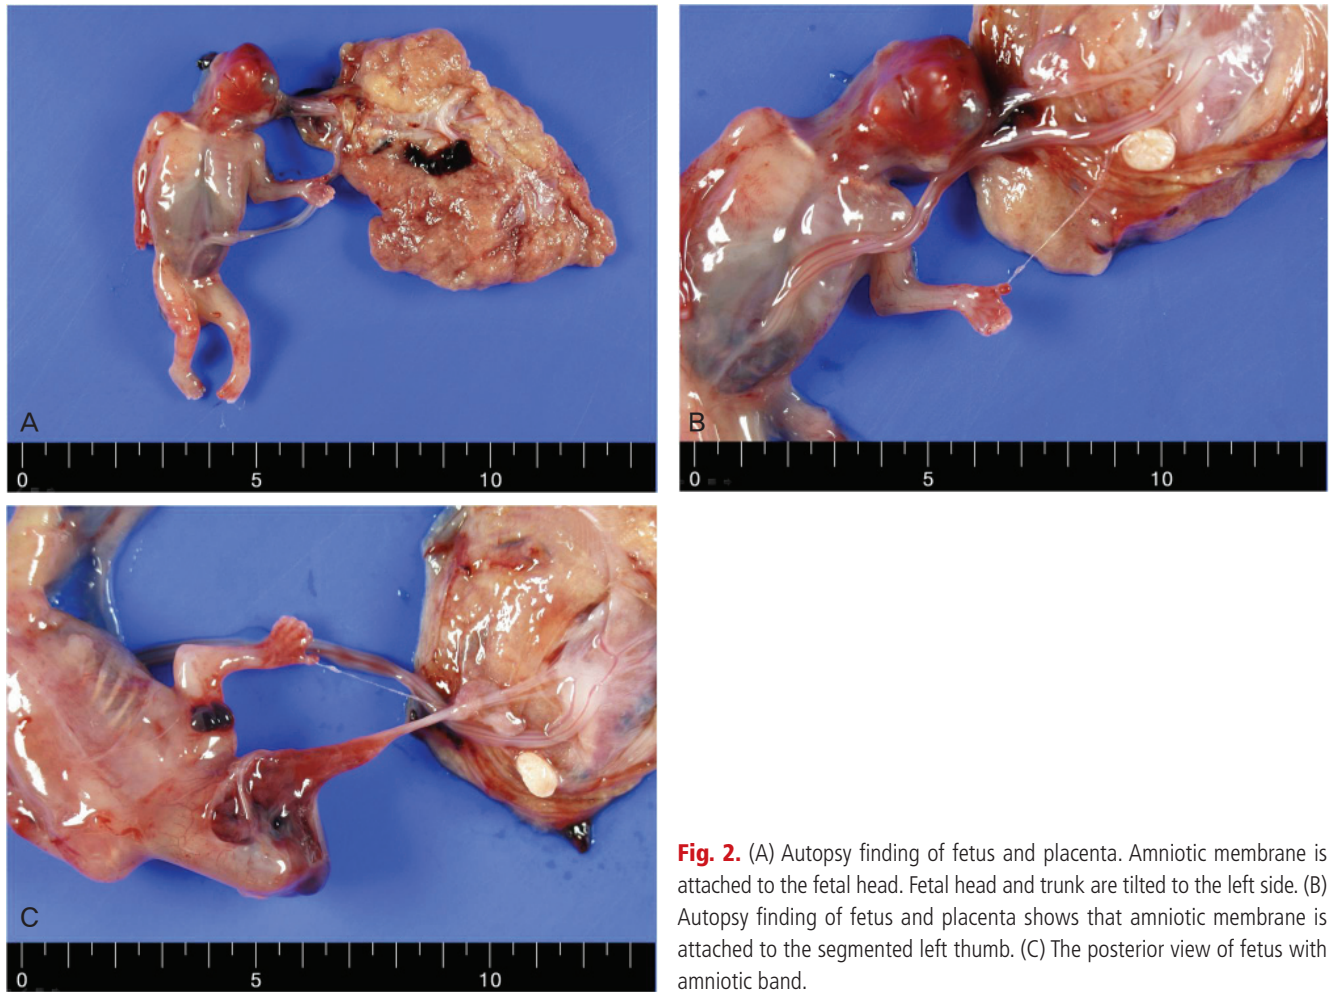 A
0 5 10
B
0 5 10
C
0 5 10
Fig. 2. (A) Autopsy finding of fetus and placenta. Amniotic membrane is
attached to the fetal head. Fetal head and trunk are tilted to the left side. (B)
Autopsy finding of fetus and placenta shows that amniotic membrane is
attached to the segmented left thumb. (C) The posterior view of fetus with
amniotic band.